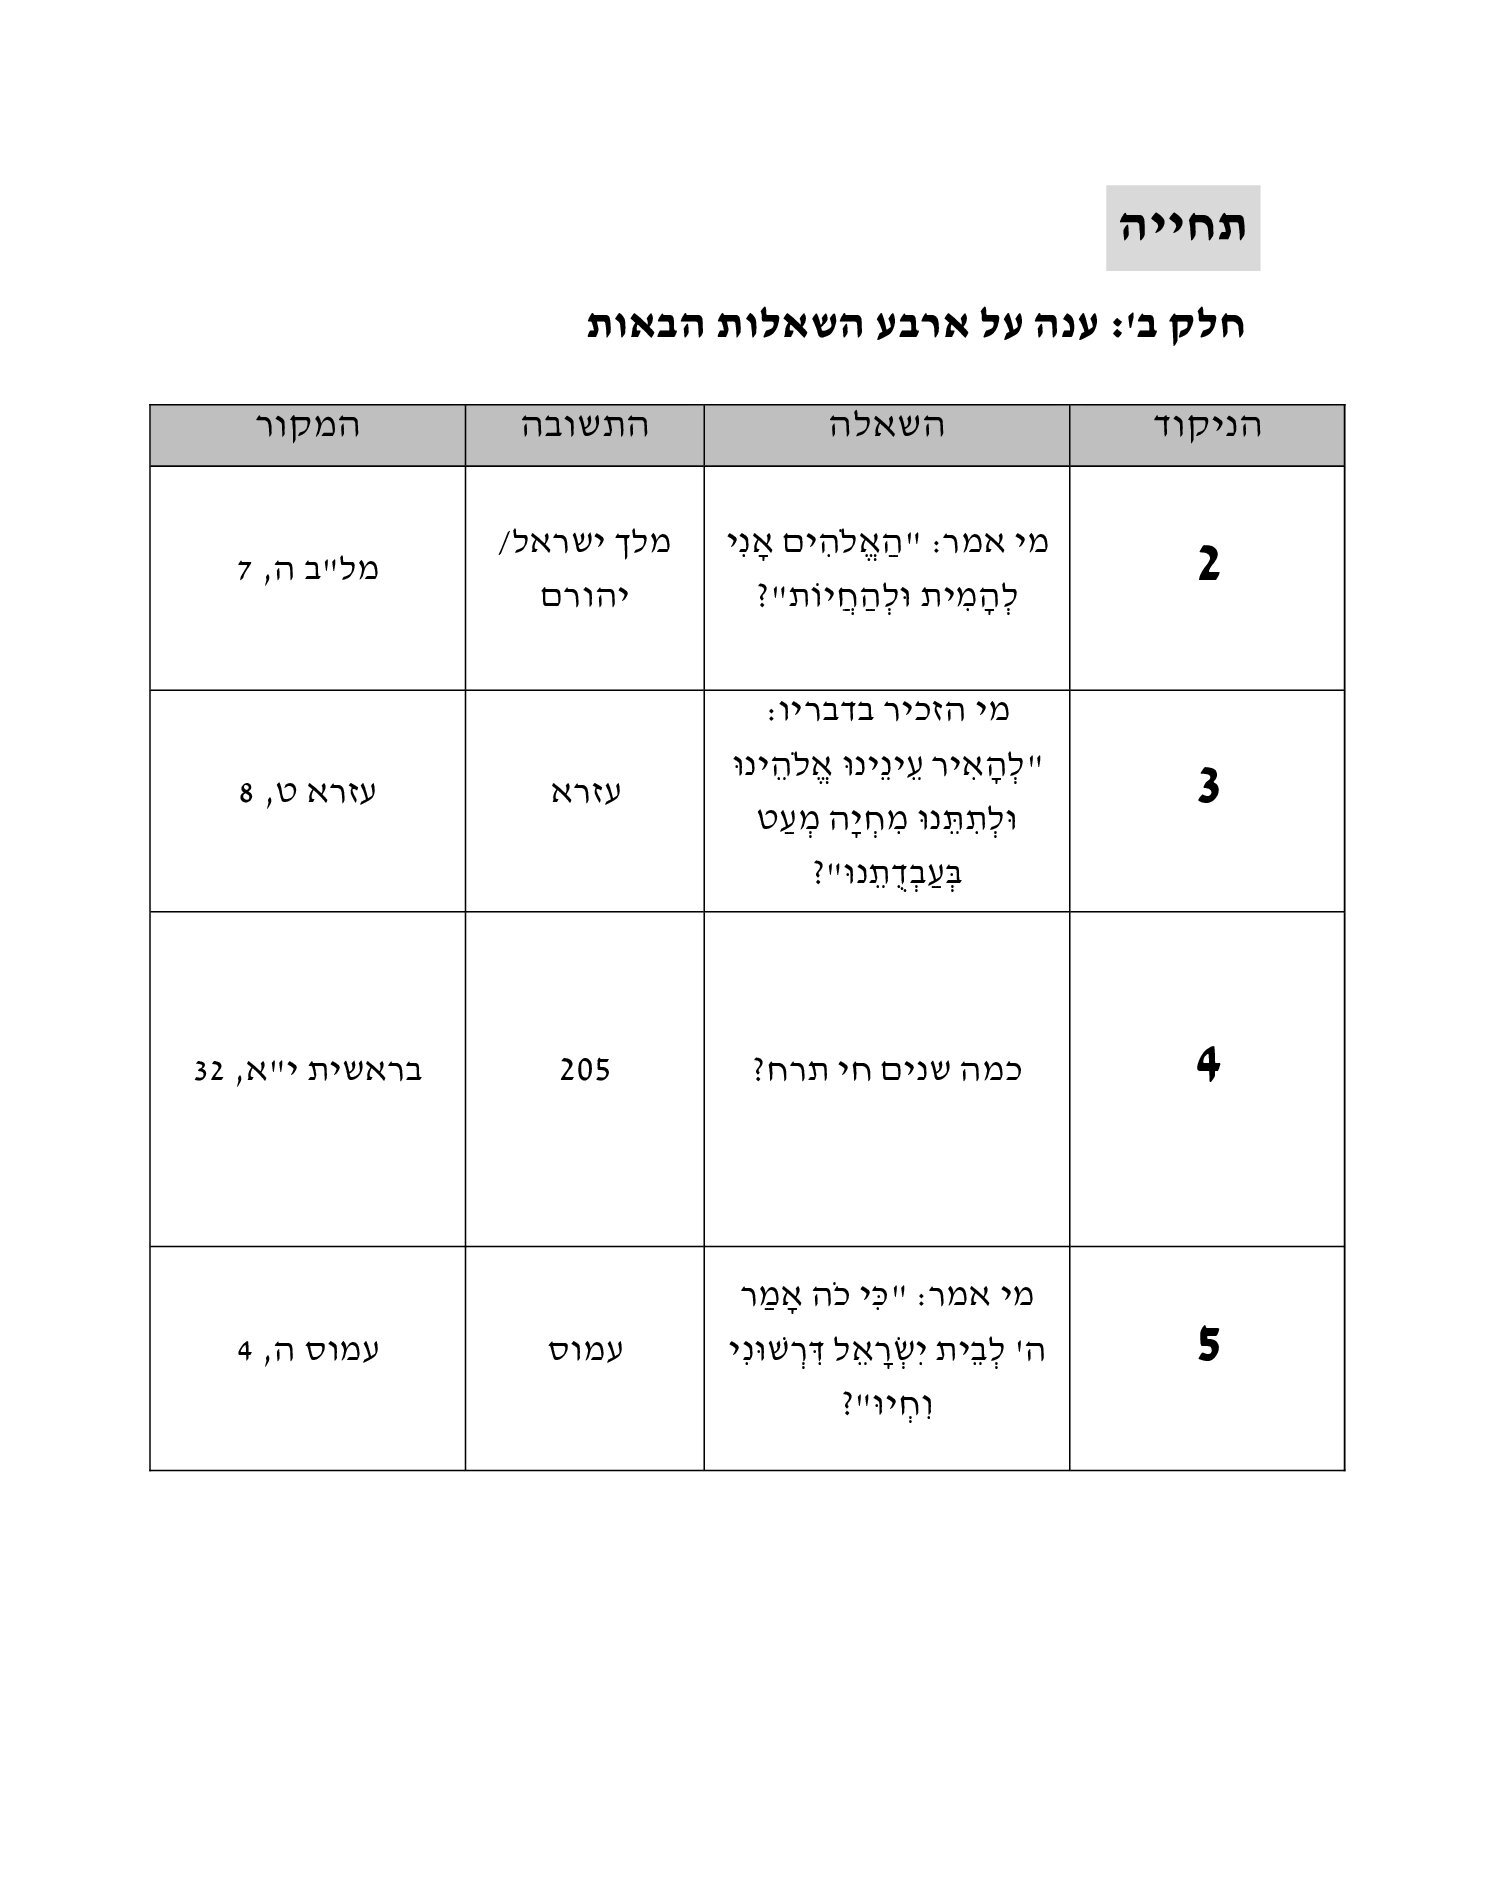 תחייה
חלק ב': ענה על ארבע השאלות הבאות
הניקוד השאלה התשובה המקור
2
מי אמר: "הַאֱלֹהִים אָנִי
לְהָמִית וּלְהַחֲיוֹת"?
מלך ישראל/
יהורם
מל"ב ה, 7
3
מי הזכיר בדבריו:
"לְהָאִיר עֵינֵינוּ אֱלֹהֵינוּ
וּלְתִתֵּנוּ מִחְיָה מְעַט
בְּעַבְדֻתֵנוּ"?
עזרא
עזרא ט, 8
4
כמה שנים חי תרח?
205
בראשית י"א, 32
5
מי אמר: "כִּי כֹה אָמַר
ה' לְבֵית יִשְׂרָאֵל דִּרְשׁוּנִי
וִחְיוּ"?
עמוס
עמוס ה, 4